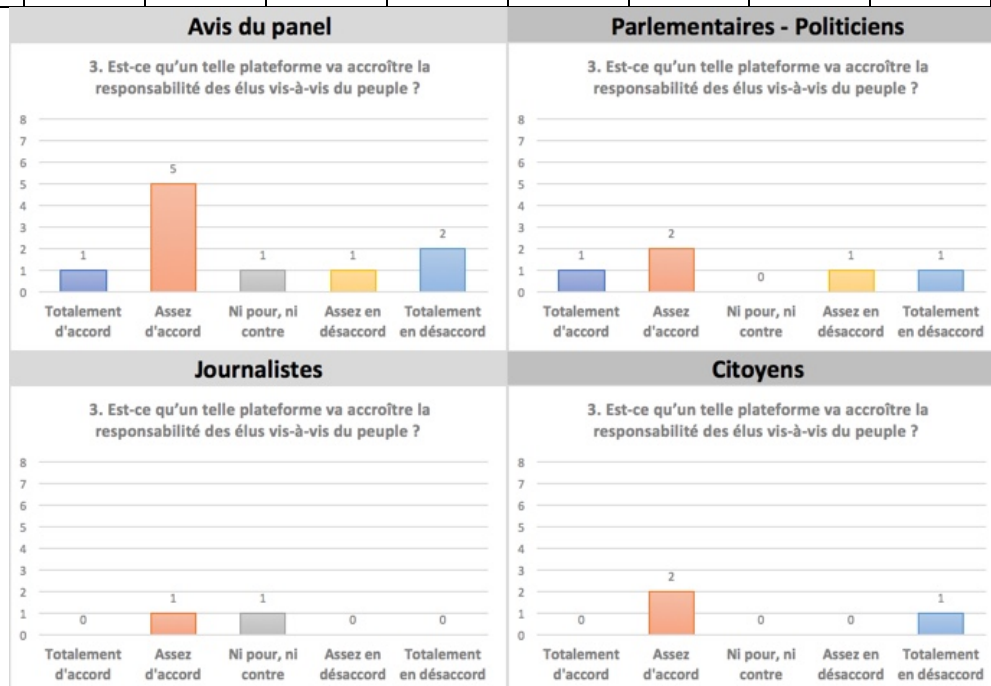 Avis du panel
3. Est-ce qu'un telle plateforme va accroître la
responsabilité des élus vis-à-vis du peuple ?
8
7
6
5
4
3
2
1
0
1
5
1
1
2
Totalement
d'accord
Assez
d'accord
Ni pour, ni
contre
Assez en
désaccord
Totalement
en désaccord
Parlementaires - Politiciens
3. Est-ce qu'un telle plateforme va accroître la
responsabilité des élus vis-à-vis du peuple ?
8
7
6
5
4
3
2
1
0
1
2
0
1
1
Totalement
d'accord
Assez
d'accord
Ni pour, ni
contre
Assez en
désaccord
Totalement
en désaccord
Journalistes
3. Est-ce qu'un telle plateforme va accroître la
responsabilité des élus vis-à-vis du peuple ?
8
7
6
5
4
3
2
1
0
0
1
1
0
0
Totalement
d'accord
Assez
d'accord
Ni pour, ni
contre
Assez en
désaccord
Totalement
en désaccord
Citoyens
3. Est-ce qu'un telle plateforme va accroître la
responsabilité des élus vis-à-vis du peuple ?
8
7
6
5
4
3
2
1
0
0
2
0
0
1
Totalement
d'accord
Assez
d'accord
Ni pour, ni
contre
Assez en
désaccord
Totalement
en désaccord